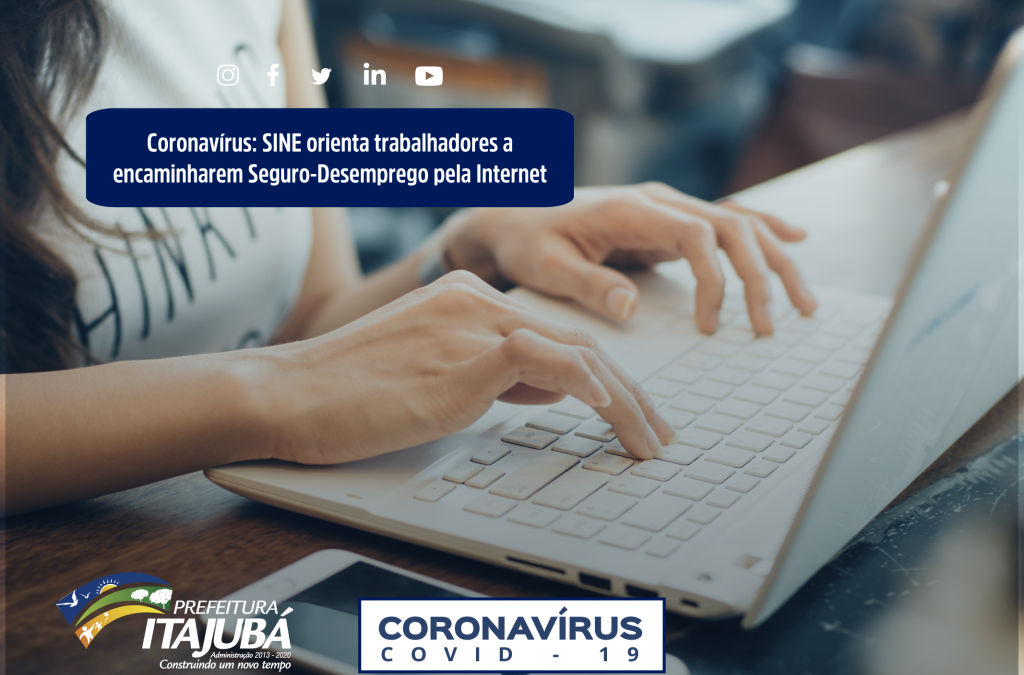 Coronavírus: SINE orienta trabalhadores a
encaminharem Seguro-Desemprego pela Internet
PREFEITURA
ITAJUBÁ
Administração 2013 - 2020
Construindo um novo tempo
CORONAVÍRUS
COVID - 19